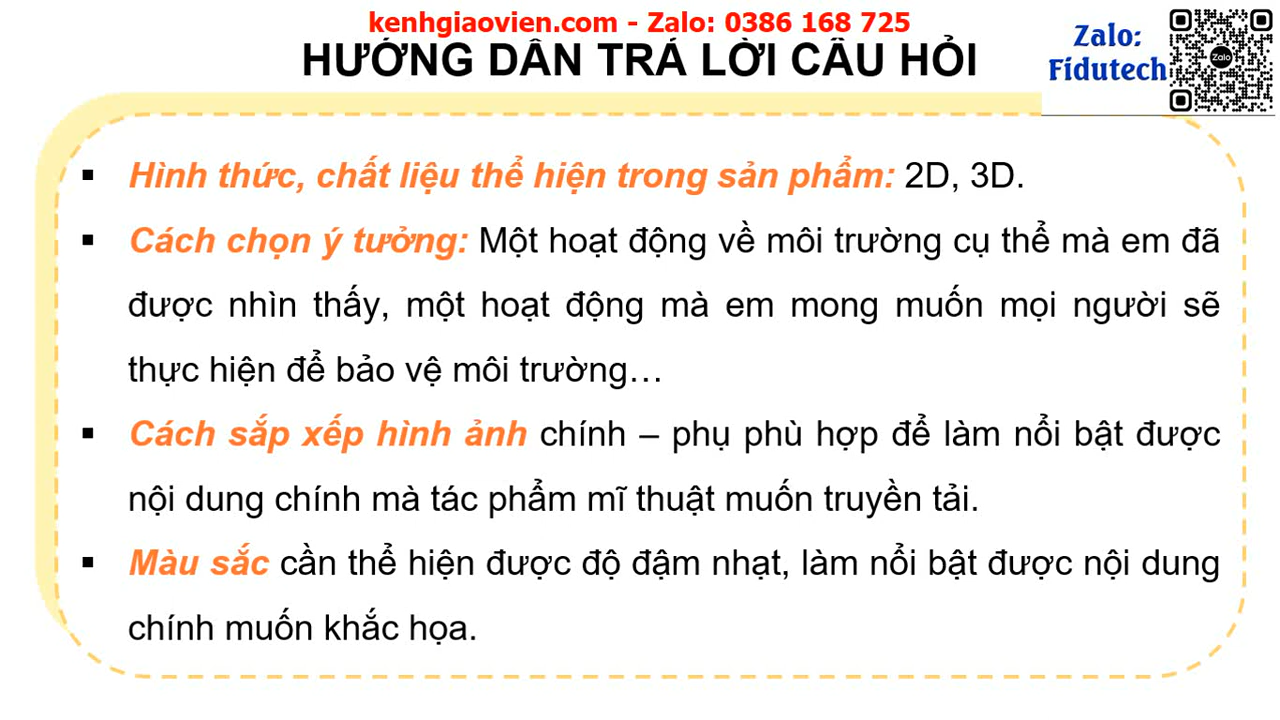 kenhgiaovien.com - Zalo: 0386 168 725
HƯỚNG DẪN TRẢ LỜI CÂU HỎI
Zalo:
Fidutech
Zalo
▪ Hình thức, chất liệu thể hiện trong sản phẩm: 2D, 3D.
▪ Cách chọn ý tưởng: Một hoạt động về môi trường cụ thể mà em đã
được nhìn thấy, một hoạt động mà em mong muốn mọi người sẽ
thực hiện để bảo vệ môi trường…
▪ Cách sắp xếp hình ảnh chính – phụ phù hợp để làm nổi bật được
nội dung chính mà tác phẩm mĩ thuật muốn truyền tải.
▪ Màu sắc cần thể hiện được độ đậm nhạt, làm nổi bật được nội dung
chính muốn khắc họa.